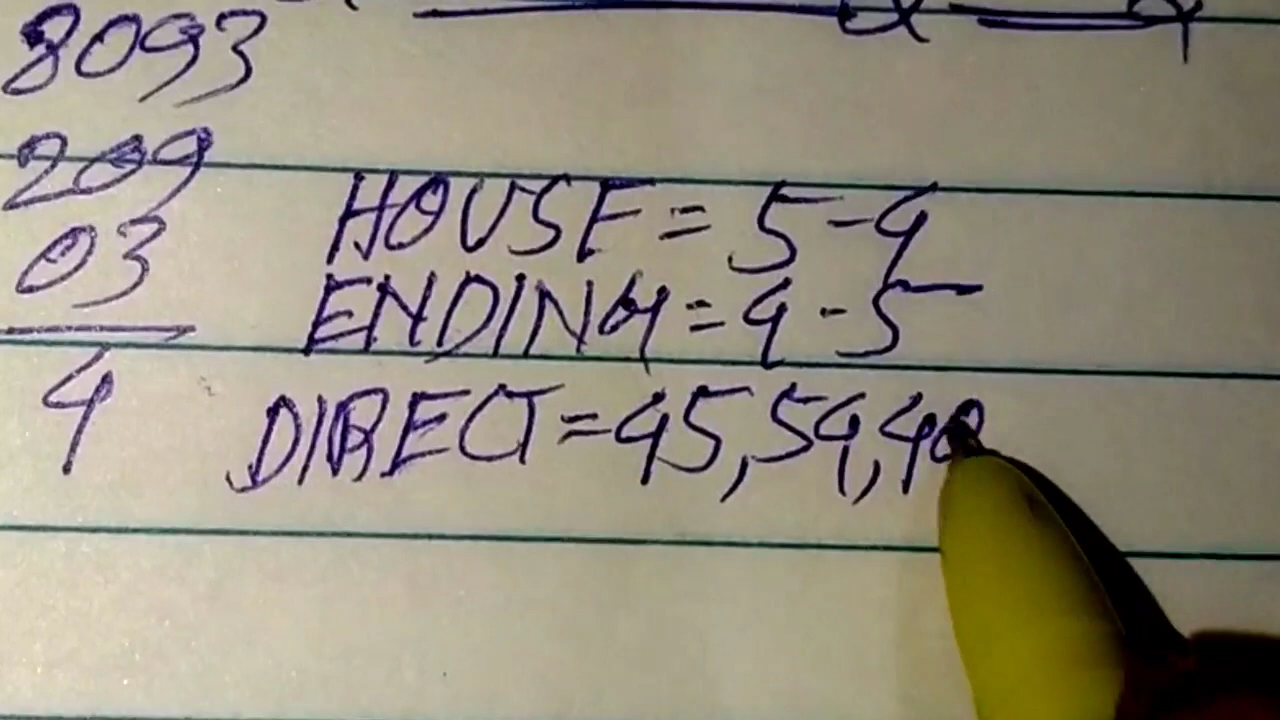 8093
209
03
4
HOUSE = 5-4
ENDING = 4-5
DIRECT = 45, 54, 40